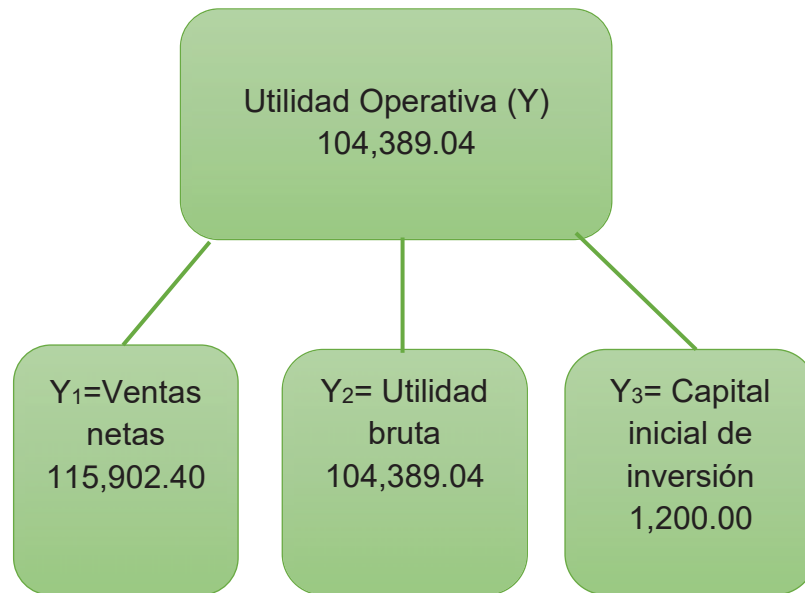 Utilidad Operativa (Y)
104,389.04
Y₁=Ventas
netas
115,902.40
Y₂= Utilidad
bruta
104,389.04
Y₃= Capital
inicial de
inversión
1,200.00